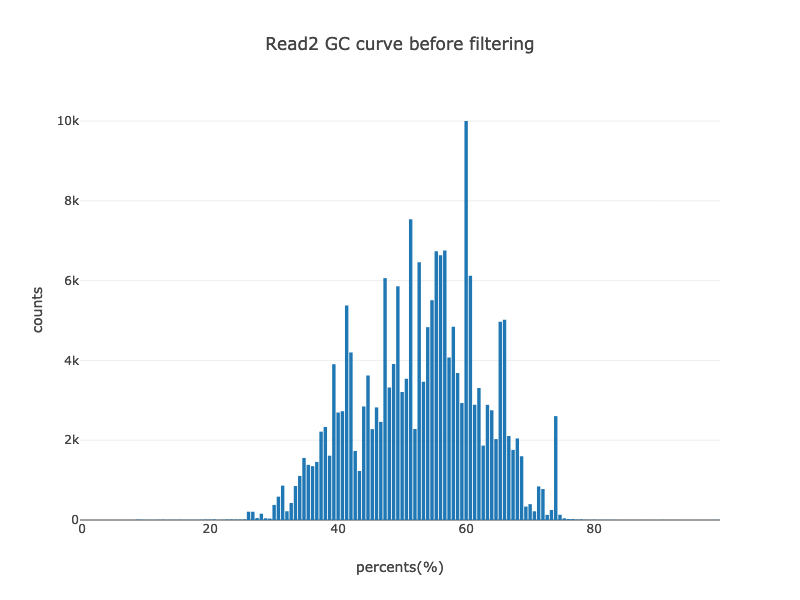 Read2 GC curve before filtering
10k
8k
6k
4k
2k
0
0 20 40 60 80
counts
percents(%)